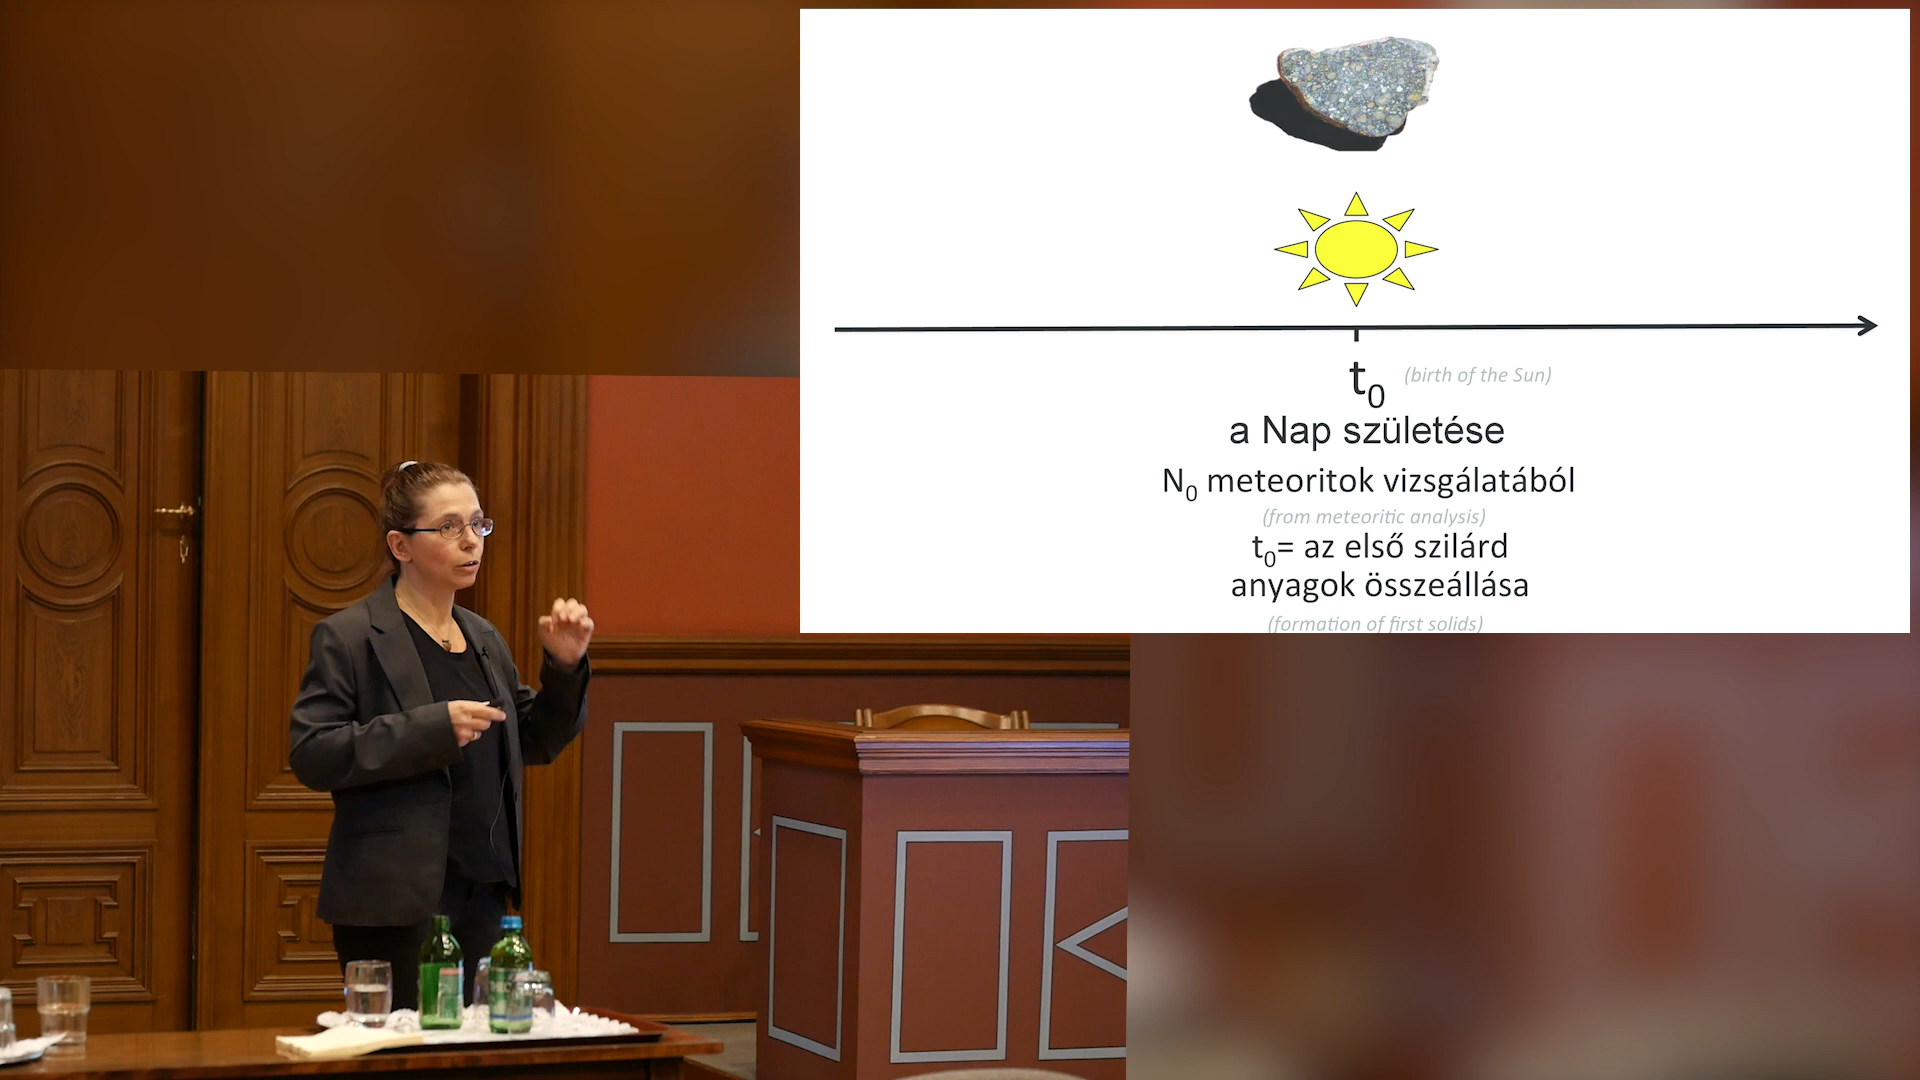 t₀ (birth of the Sun)
a Nap születése
N₀ meteoritok vizsgálatából
(from meteoritic analysis)
t₀= az első szilárd
anyagok összeállása
(formation of first solids)